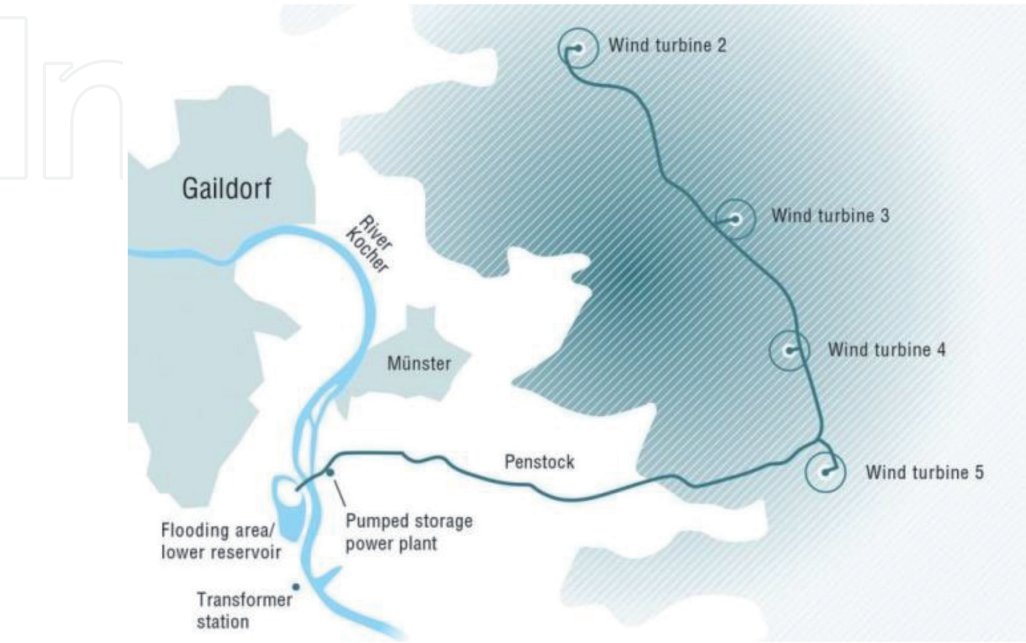 In
Wind turbine 2
Gaildorf
River
Kocher
Wind turbine 3
Münster
Wind turbine 4
Penstock
Wind turbine 5
Flooding area/
lower reservoir
Pumped storage
power plant
Transformer
station